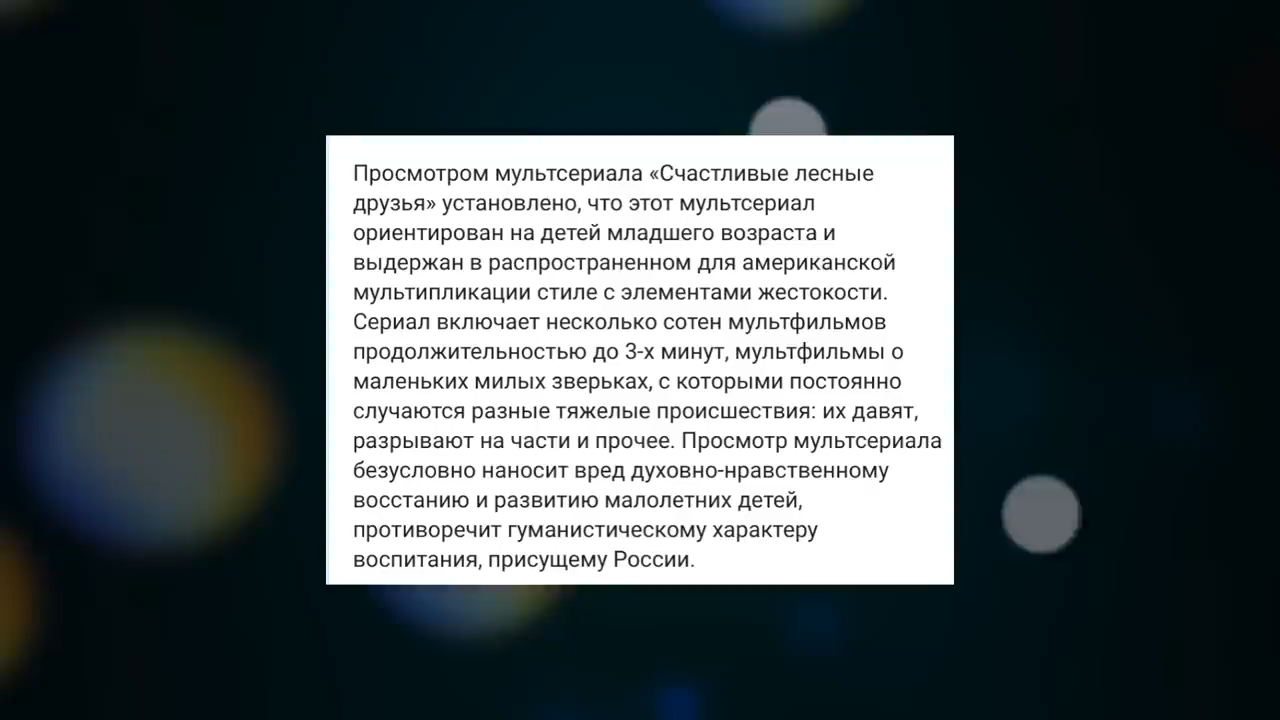 Просмотром мультсериала «Счастливые лесные
друзья» установлено, что этот мультсериал
ориентирован на детей младшего возраста и
выдержан в распространенном для американской
мультипликации стиле с элементами жестокости.
Сериал включает несколько сотен мультфильмов
продолжительностью до 3-х минут, мультфильмы о
маленьких милых зверьках, с которыми постоянно
случаются разные тяжелые происшествия: их давят,
разрывают на части и прочее. Просмотр мультсериала
безусловно наносит вред духовно-нравственному
восстанию и развитию малолетних детей,
противоречит гуманистическому характеру
воспитания, присущему России.